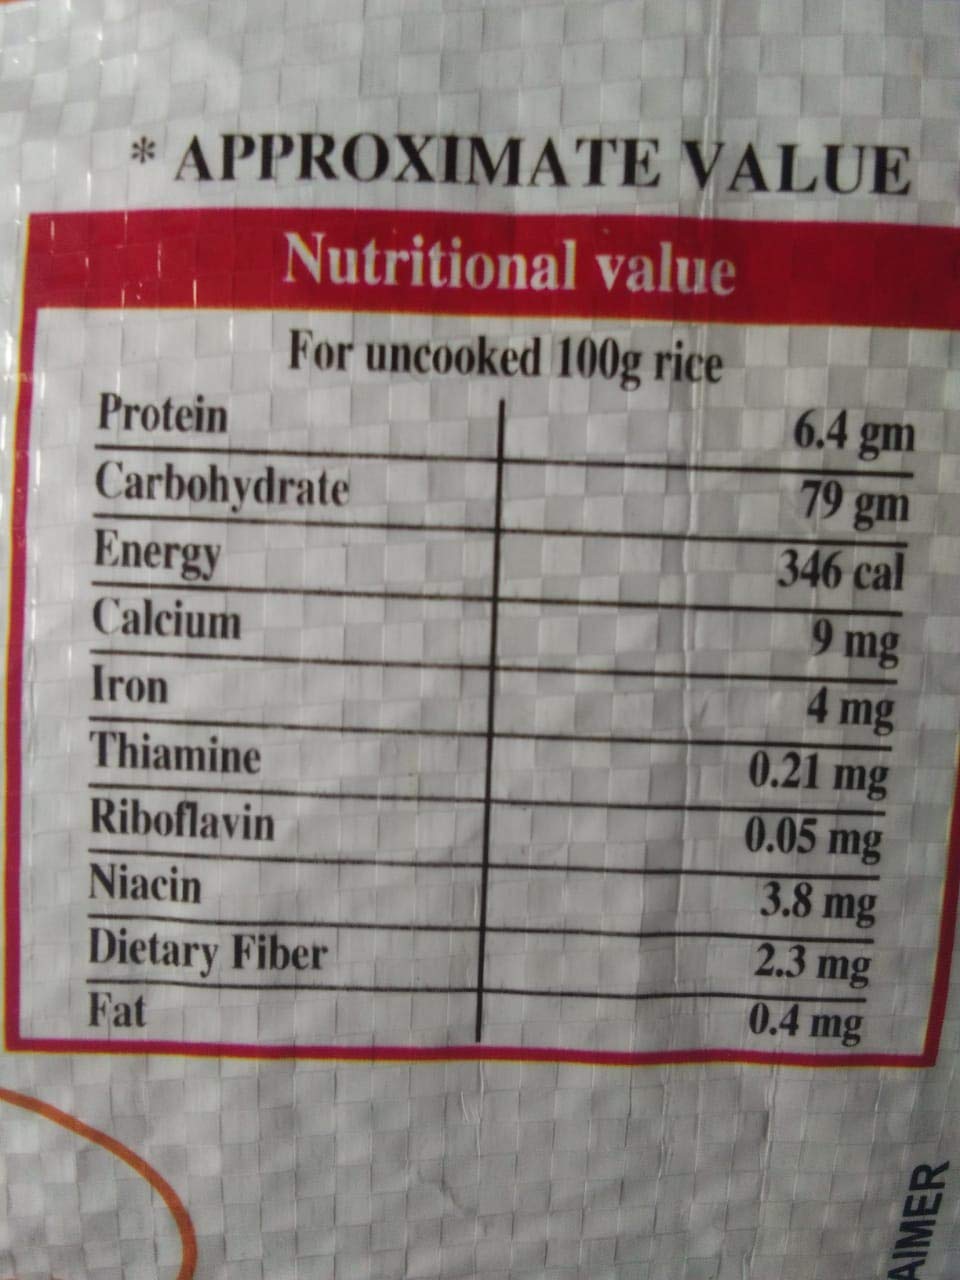 * APPROXIMATE VALUE
Nutritional value
For uncooked 100g rice
Protein 6.4 gm
Carbohydrate 79 gm
Energy 346 cal
Calcium 9 mg
Iron 4 mg
Thiamine 0.21 mg
Riboflavin 0.05 mg
Niacin 3.8 mg
Dietary Fiber 2.3 mg
Fat 0.4 mg
AIMER